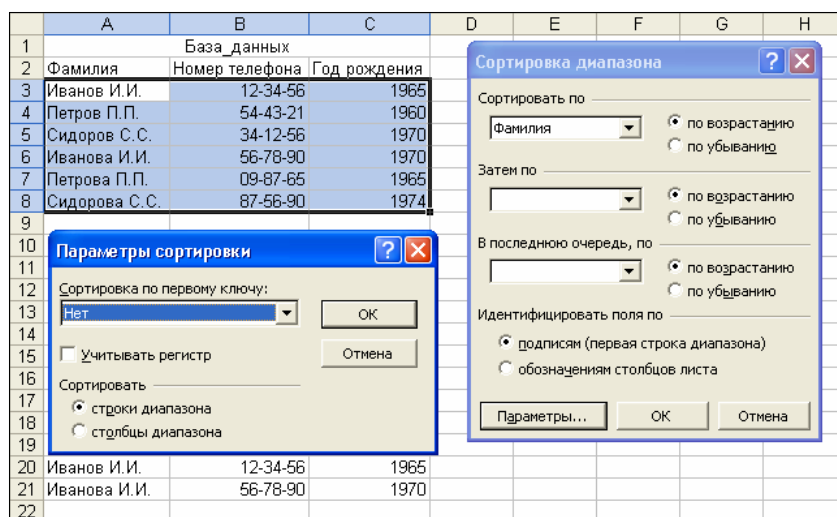 A B C D E F G H
1 База_данных
2 Фамилия Номер телефона Год рождения
3 Иванов И.И. 12-34-56 1965
4 Петров П.П. 54-43-21 1960
5 Сидоров С.С. 34-12-56 1970
6 Иванова И.И. 56-78-90 1970
7 Петрова П.П. 09-87-65 1965
8 Сидорова С.С. 87-56-90 1974
9
10
11
12
13
14
15
16
17
18
19
20 Иванов И.И. 12-34-56 1965
21 Иванова И.И. 56-78-90 1970
22
Параметры сортировки ?
Сортировка по первому ключу:
Нет
ОК
Учитывать регистр
Отмена
Сортировать
строки диапазона
столбцы диапазона
Сортировка диапазона ?
Сортировать по
Фамилия
по возрастанию
по убыванию
Затем по
по возрастанию
по убыванию
В последнюю очередь, по
по возрастанию
по убыванию
Идентифицировать поля по
подписям (первая строка диапазона)
обозначениям столбцов листа
Параметры... ОК Отмена